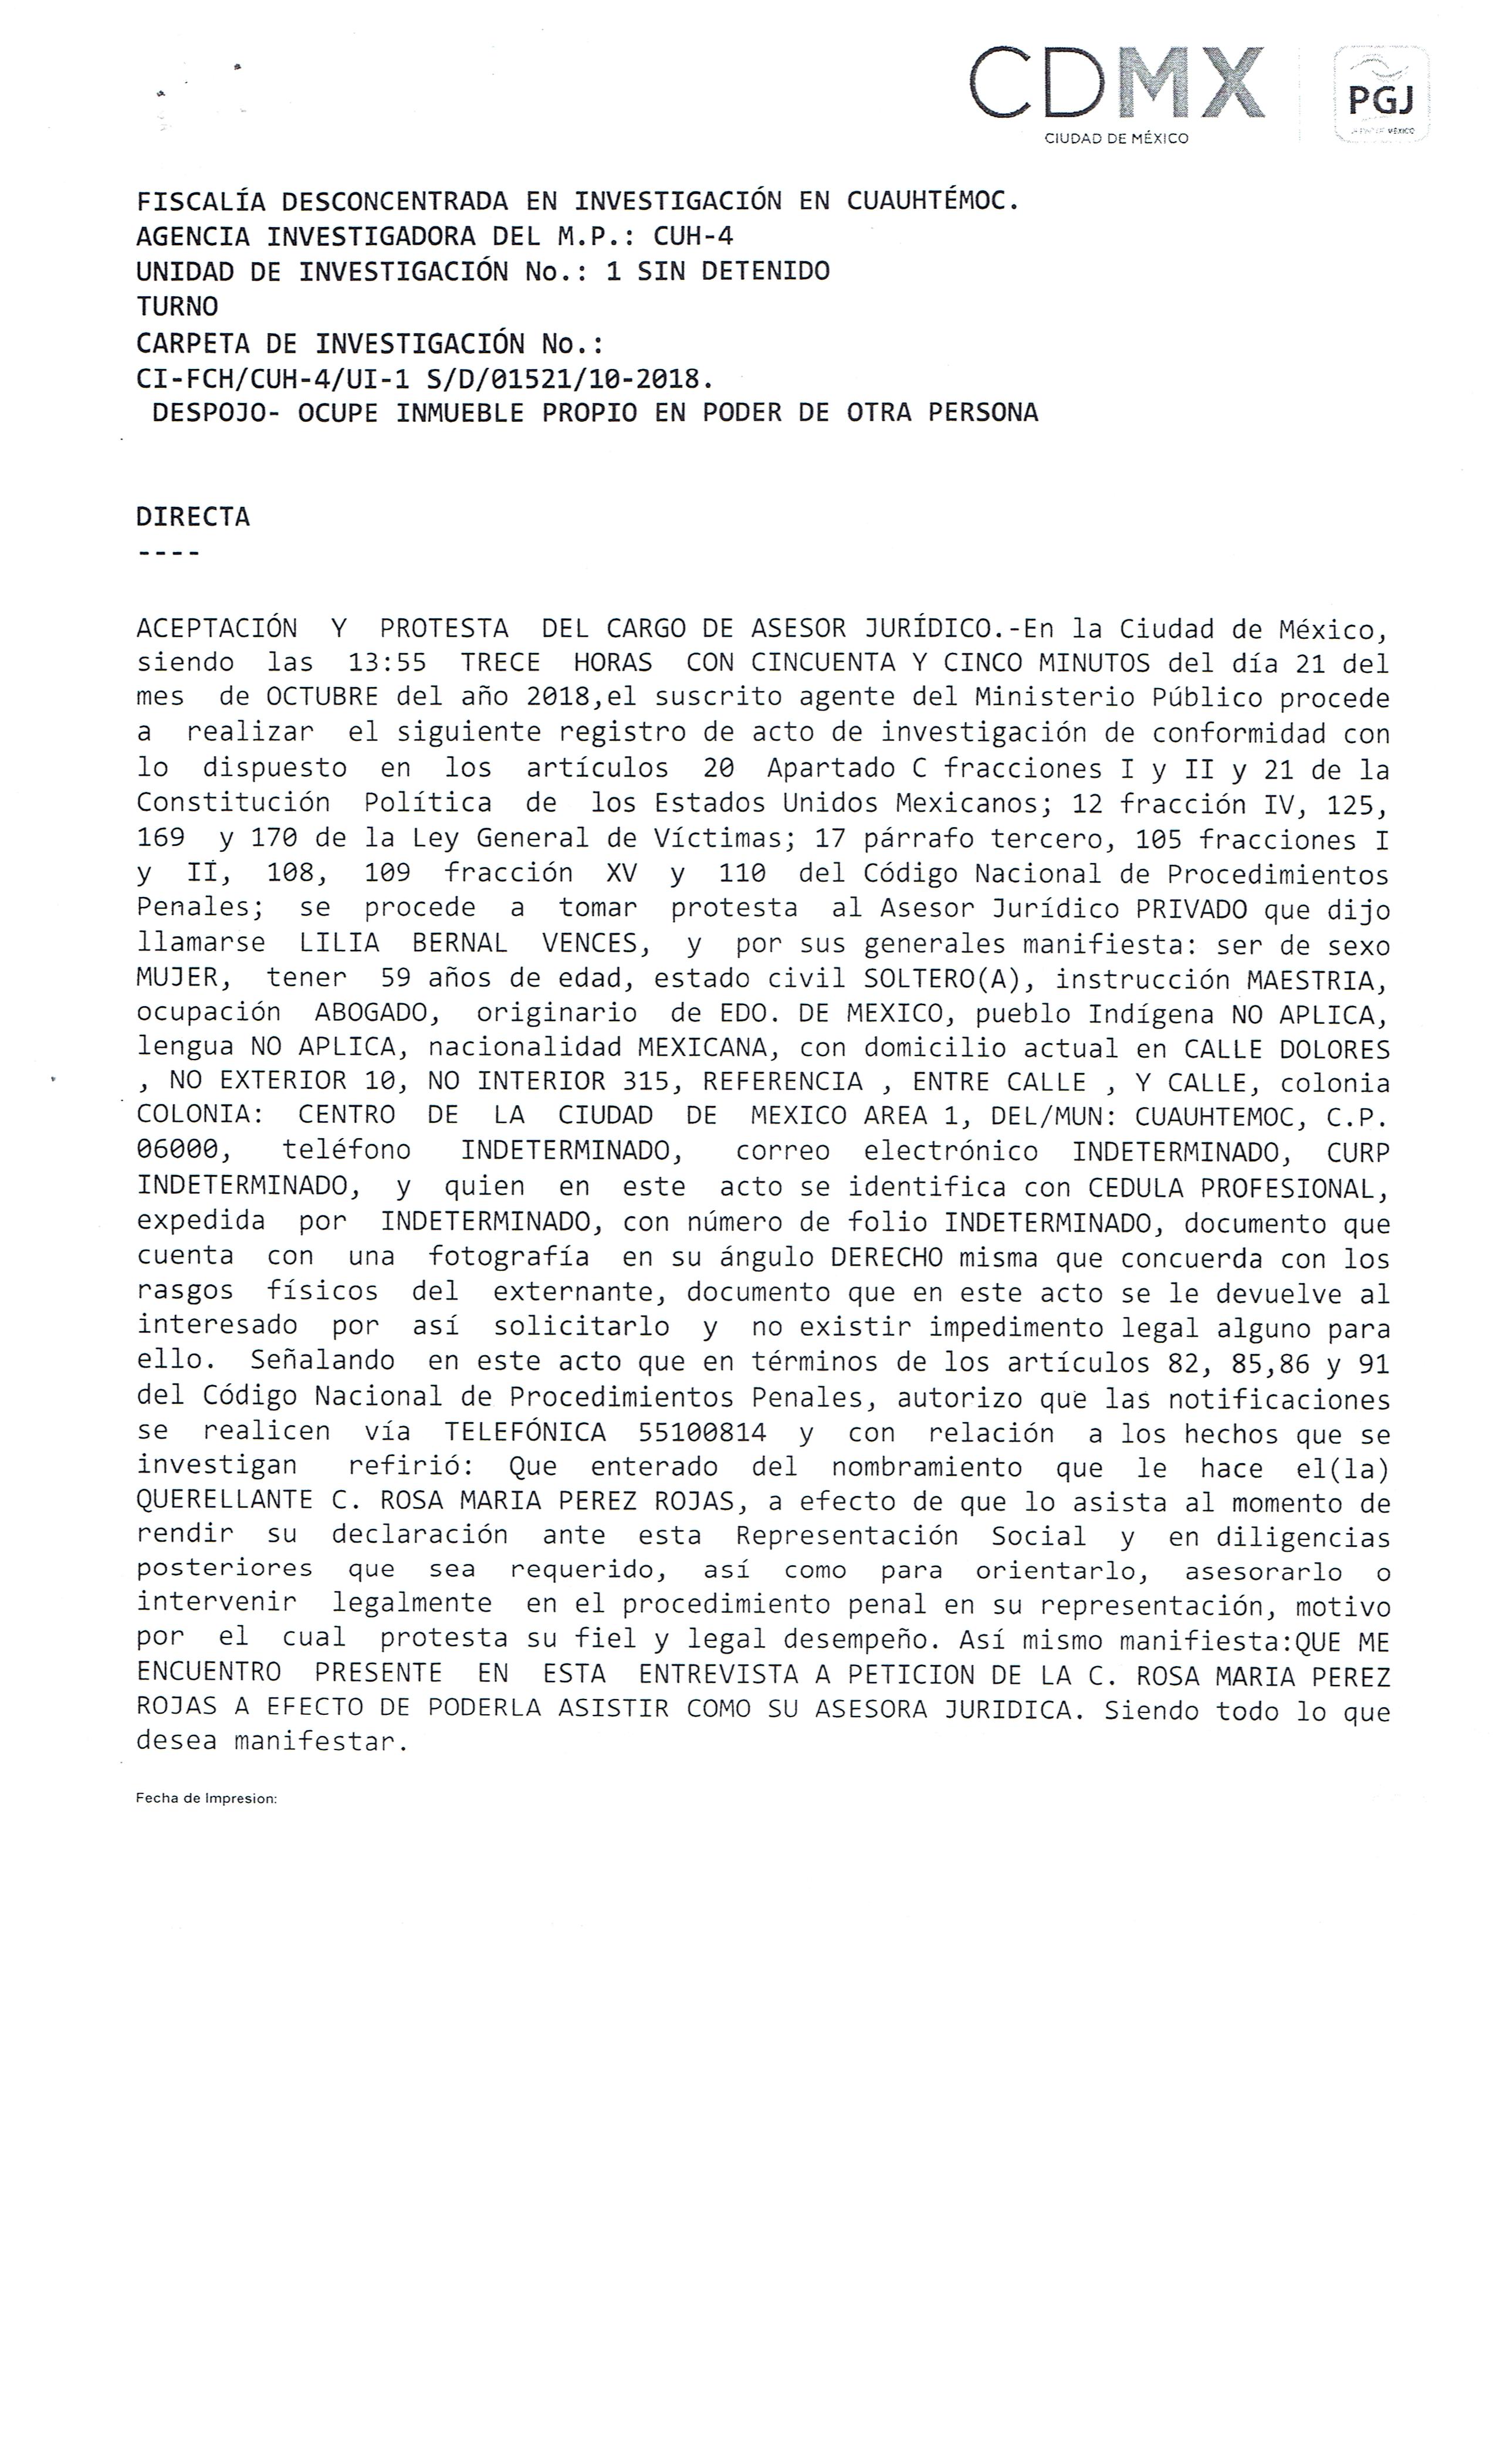 CDMX
CIUDAD DE MÉXICO
PGJ
MÉXICO
FISCALÍA DESCONCENTRADA EN INVESTIGACIÓN EN CUAUHTÉMOC.
AGENCIA INVESTIGADORA DEL M.P.: CUH-4
UNIDAD DE INVESTIGACIÓN No.: 1 SIN DETENIDO
TURNO
CARPETA DE INVESTIGACIÓN No.:
CI-FCH/CUH-4/UI-1 S/D/01521/10-2018.
DESPOJO- OCUPE INMUEBLE PROPIO EN PODER DE OTRA PERSONA
DIRECTA
----
ACEPTACIÓN Y PROTESTA DEL CARGO DE ASESOR JURÍDICO.-En la Ciudad de México,
siendo las 13:55 TRECE HORAS CON CINCUENTA Y CINCO MINUTOS del día 21 del
mes de OCTUBRE del año 2018,el suscrito agente del Ministerio Público procede
a realizar el siguiente registro de acto de investigación de conformidad con
lo dispuesto en los artículos 20 Apartado C fracciones I y II y 21 de la
Constitución Política de los Estados Unidos Mexicanos; 12 fracción IV, 125,
169 y 170 de la Ley General de Víctimas; 17 párrafo tercero, 105 fracciones I
y II, 108, 109 fracción XV y 110 del Código Nacional de Procedimientos
Penales; se procede a tomar protesta al Asesor Jurídico PRIVADO que dijo
llamarse LILIA BERNAL VENCES, y por sus generales manifiesta: ser de sexo
MUJER, tener 59 años de edad, estado civil SOLTERO(A), instrucción MAESTRIA,
ocupación ABOGADO, originario de EDO. DE MEXICO, pueblo Indígena NO APLICA,
lengua NO APLICA, nacionalidad MEXICANA, con domicilio actual en CALLE DOLORES
, NO EXTERIOR 10, NO INTERIOR 315, REFERENCIA , ENTRE CALLE , Y CALLE, colonia
COLONIA: CENTRO DE LA CIUDAD DE MEXICO AREA 1, DEL/MUN: CUAUHTEMOC, C.P.
06000, teléfono INDETERMINADO, correo electrónico INDETERMINADO, CURP
INDETERMINADO, y quien en este acto se identifica con CEDULA PROFESIONAL,
expedida por INDETERMINADO, con número de folio INDETERMINADO, documento que
cuenta con una fotografía en su ángulo DERECHO misma que concuerda con los
rasgos físicos del externante, documento que en este acto se le devuelve al
interesado por así solicitarlo y no existir impedimento legal alguno para
ello. Señalando en este acto que en términos de los artículos 82, 85,86 y 91
del Código Nacional de Procedimientos Penales, autorizo que las notificaciones
se realicen vía TELEFÓNICA 55100814 y con relación a los hechos que se
investigan refirió: Que enterado del nombramiento que le hace el(la)
QUERELLANTE C. ROSA MARIA PEREZ ROJAS, a efecto de que lo asista al momento de
rendir su declaración ante esta Representación Social y en diligencias
posteriores que sea requerido, así como para orientarlo, asesorarlo o
intervenir legalmente en el procedimiento penal en su representación, motivo
por el cual protesta su fiel y legal desempeño. Así mismo manifiesta:QUE ME
ENCUENTRO PRESENTE EN ESTA ENTREVISTA A PETICION DE LA C. ROSA MARIA PEREZ
ROJAS A EFECTO DE PODERLA ASISTIR COMO SU ASESORA JURIDICA. Siendo todo lo que
desea manifestar.
Fecha de Impresion: